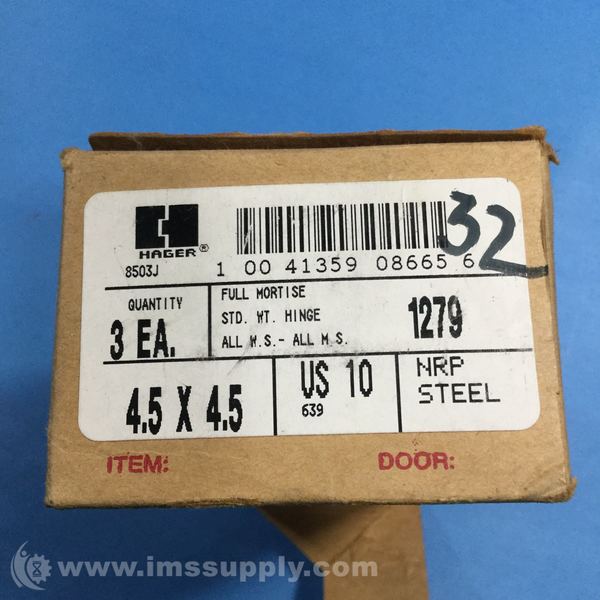 HAGER®
8503J
1 00 41359 08665 6
32
QUANTITY
3 EA.
FULL MORTISE
STD. WT. HINGE
ALL W.S.- ALL M S.
1279
4.5 X 4.5
US 10
639
NRP
STEEL
ITEM:
DOOR:
© www.imssupply.com/